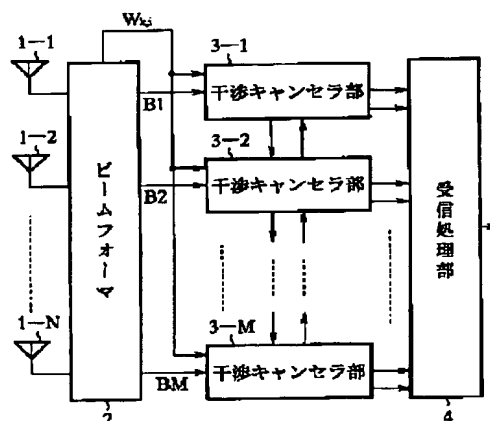 Wk,i
1—1
3—1
干渉キャンセラ部
B1
1—2
3—2
干渉キャンセラ部
B2
ビームフォーマ
受信処理部
1—N
3—M
干渉キャンセラ部
BM
2
4